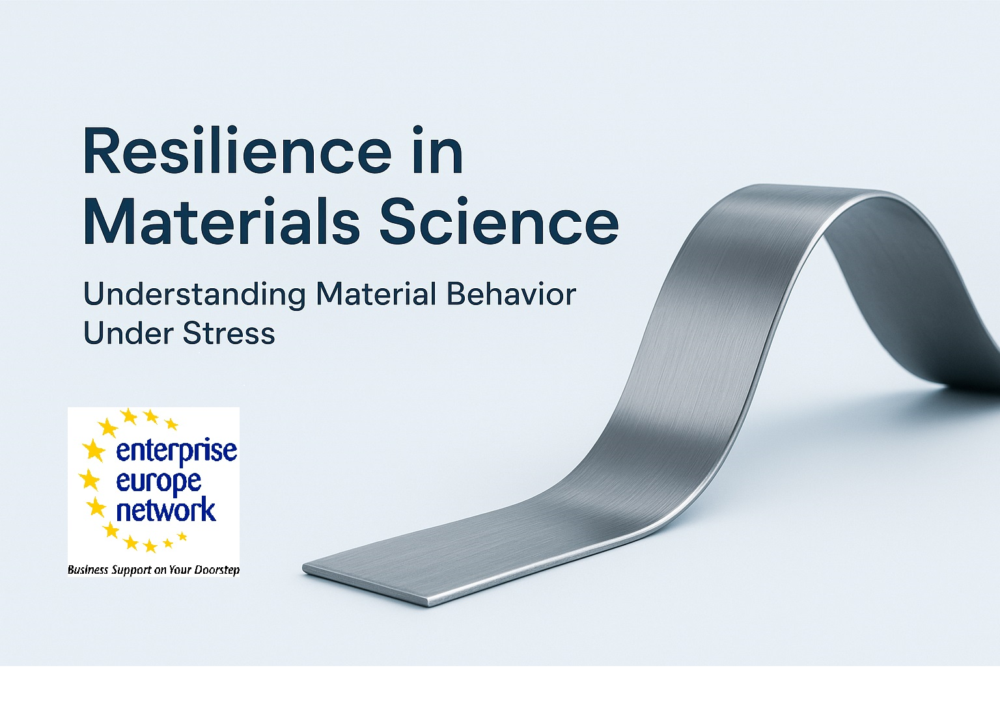 Resilience in
Materials Science
Understanding Material Behavior
Under Stress
enterprise
europe
network
Business Support on Your Doorstep